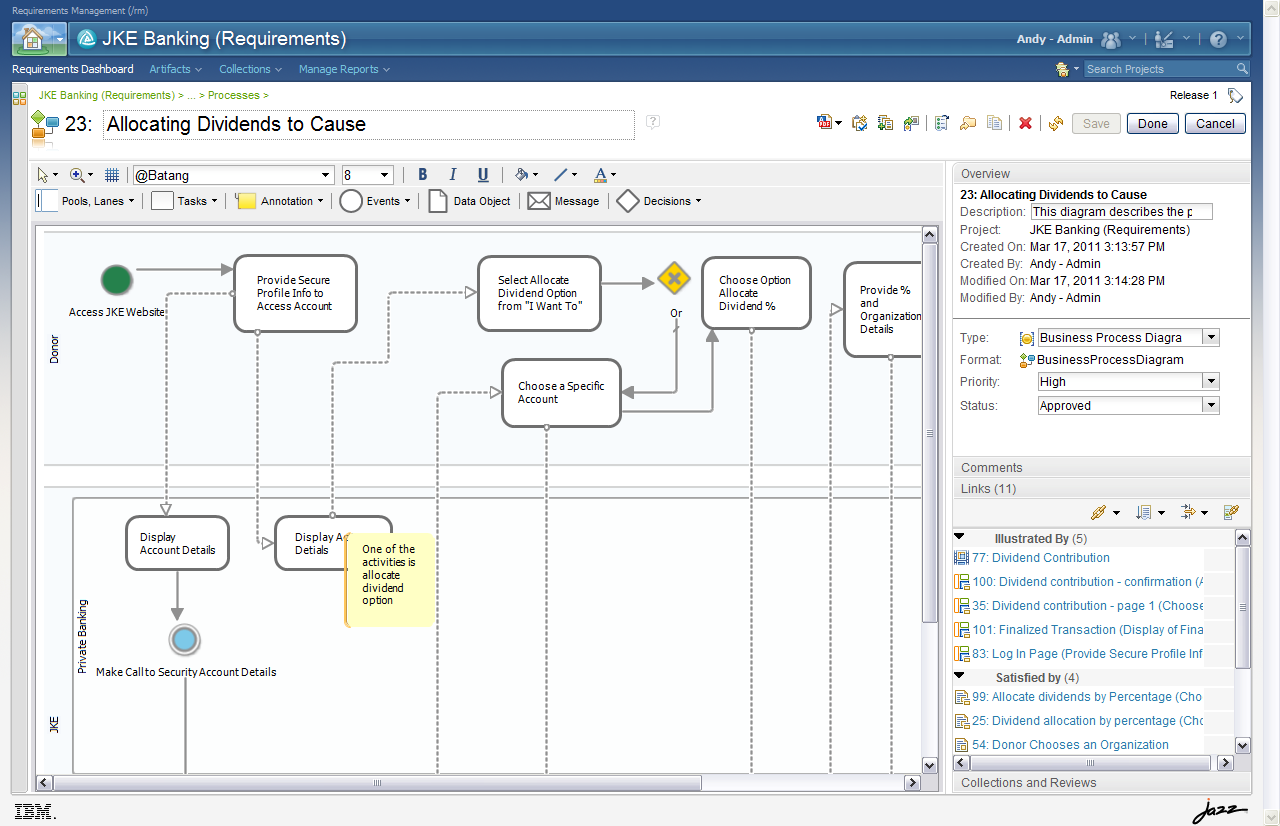 Requirements Management (/rm)
JKE Banking (Requirements)
Andy - Admin
Requirements Dashboard Artifacts Collections Manage Reports
Search Projects
JKE Banking (Requirements) > ... > Processes >
Release 1
23: Allocating Dividends to Cause
?
Save Done Cancel
@Batang 8 B I U A
Pools, Lanes Tasks Annotation Events Data Object Message Decisions
Access JKE Website
Provide Secure
Profile Info to
Access Account
Select Allocate
Dividend Option
from "I Want To"
Or
Choose Option
Allocate
Dividend %
Provide %
and
Organization
Details
Donor
Choose a Specific
Account
JKE
Private Banking
Display
Account Details
Display Ac
Detials
One of the
activities is
allocate
dividend
option
Make Call to Security Account Details
Overview
23: Allocating Dividends to Cause
Description: This diagram describes the p
Project: JKE Banking (Requirements)
Created On: Mar 17, 2011 3:13:57 PM
Created By: Andy - Admin
Modified On: Mar 17, 2011 3:14:28 PM
Modified By: Andy - Admin
Type: Business Process Diagra
Format: BusinessProcessDiagram
Priority: High
Status: Approved
Comments
Links (11)
Illustrated By (5)
77: Dividend Contribution
100: Dividend contribution - confirmation (A
35: Dividend contribution - page 1 (Choose
101: Finalized Transaction (Display of Fina
83: Log In Page (Provide Secure Profile Inf
Satisfied by (4)
99: Allocate dividends by Percentage (Cho
25: Dividend allocation by percentage (Cho
54: Donor Chooses an Organization
Collections and Reviews
IBM.
jazz